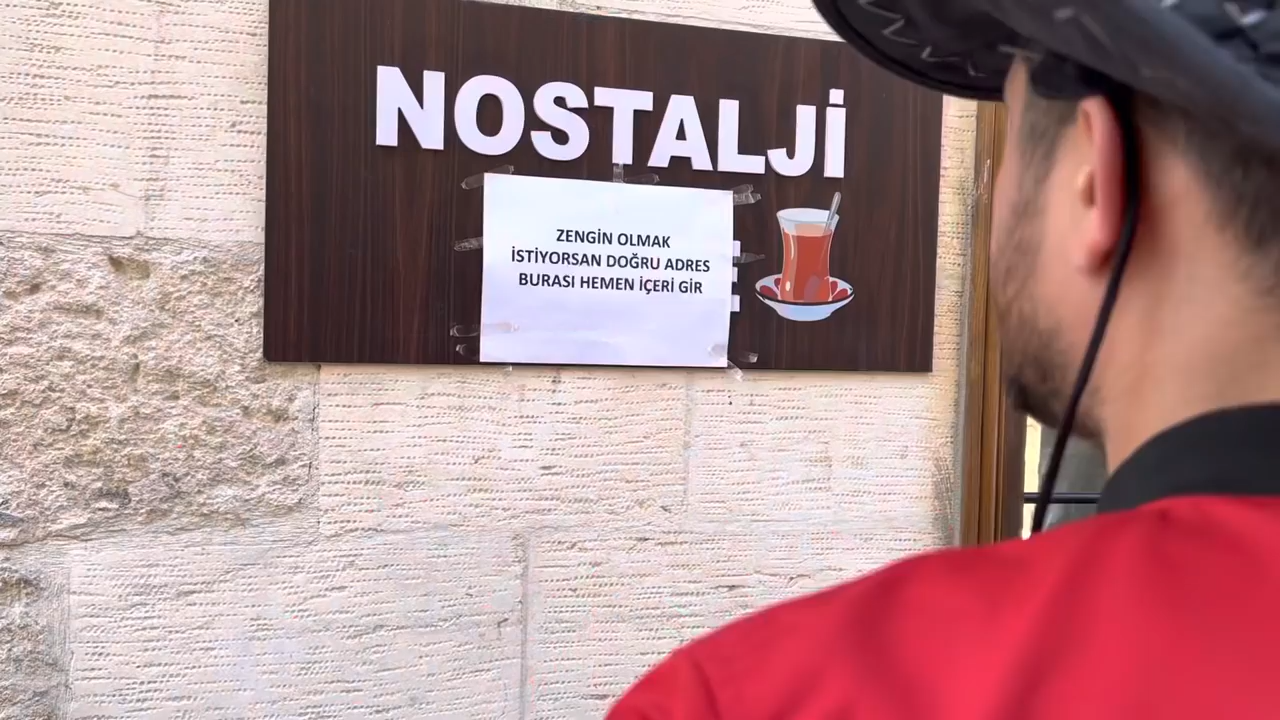 NOSTALJİ
ZENGİN OLMAK
İSTİYORSAN DOĞRU ADRES
BURASI HEMEN İÇERİ GİR